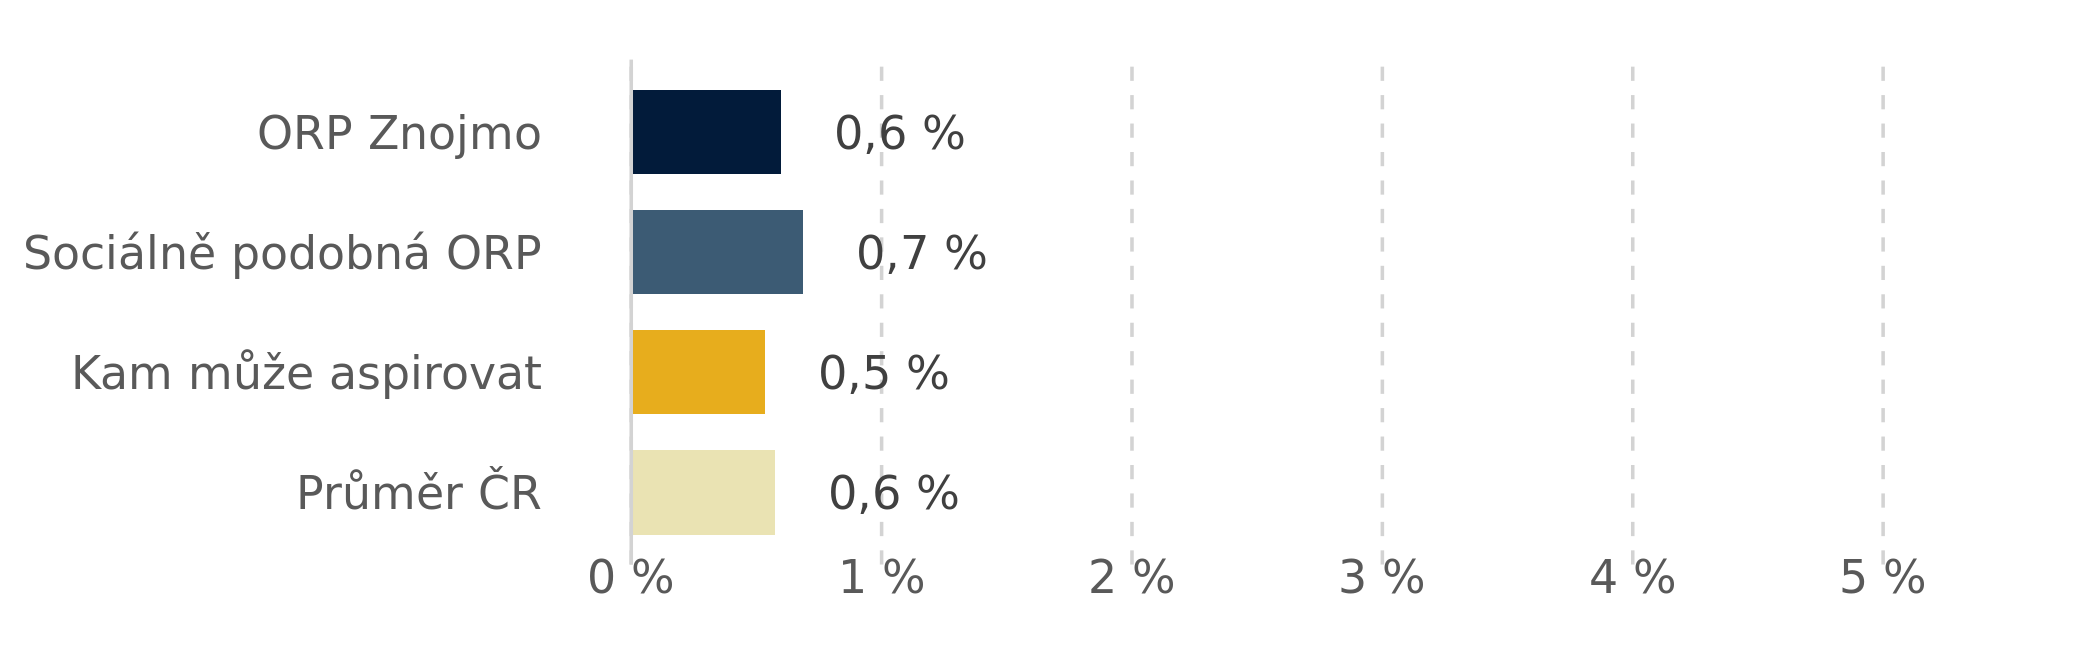 ORP Znojmo 0,6 %
Sociálně podobná ORP 0,7 %
Kam může aspirovat 0,5 %
Průměr ČR 0,6 %
0 % 1 % 2 % 3 % 4 % 5 %